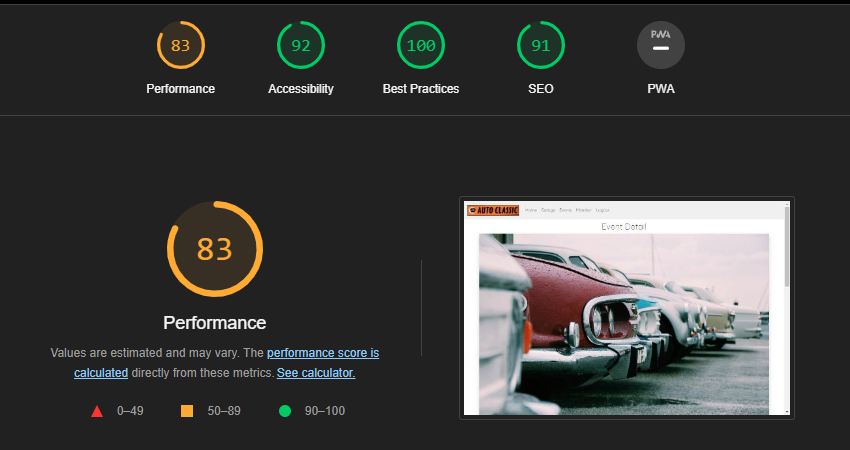 83
92
100
91
PWA
Performance
Accessibility
Best Practices
SEO
PWA
83
Performance
Values are estimated and may vary. The performance score is
calculated directly from these metrics. See calculator.
0–49
50–89
90–100
AUTO CLASSIC
Home Garage Events Member Logout
Event Detail